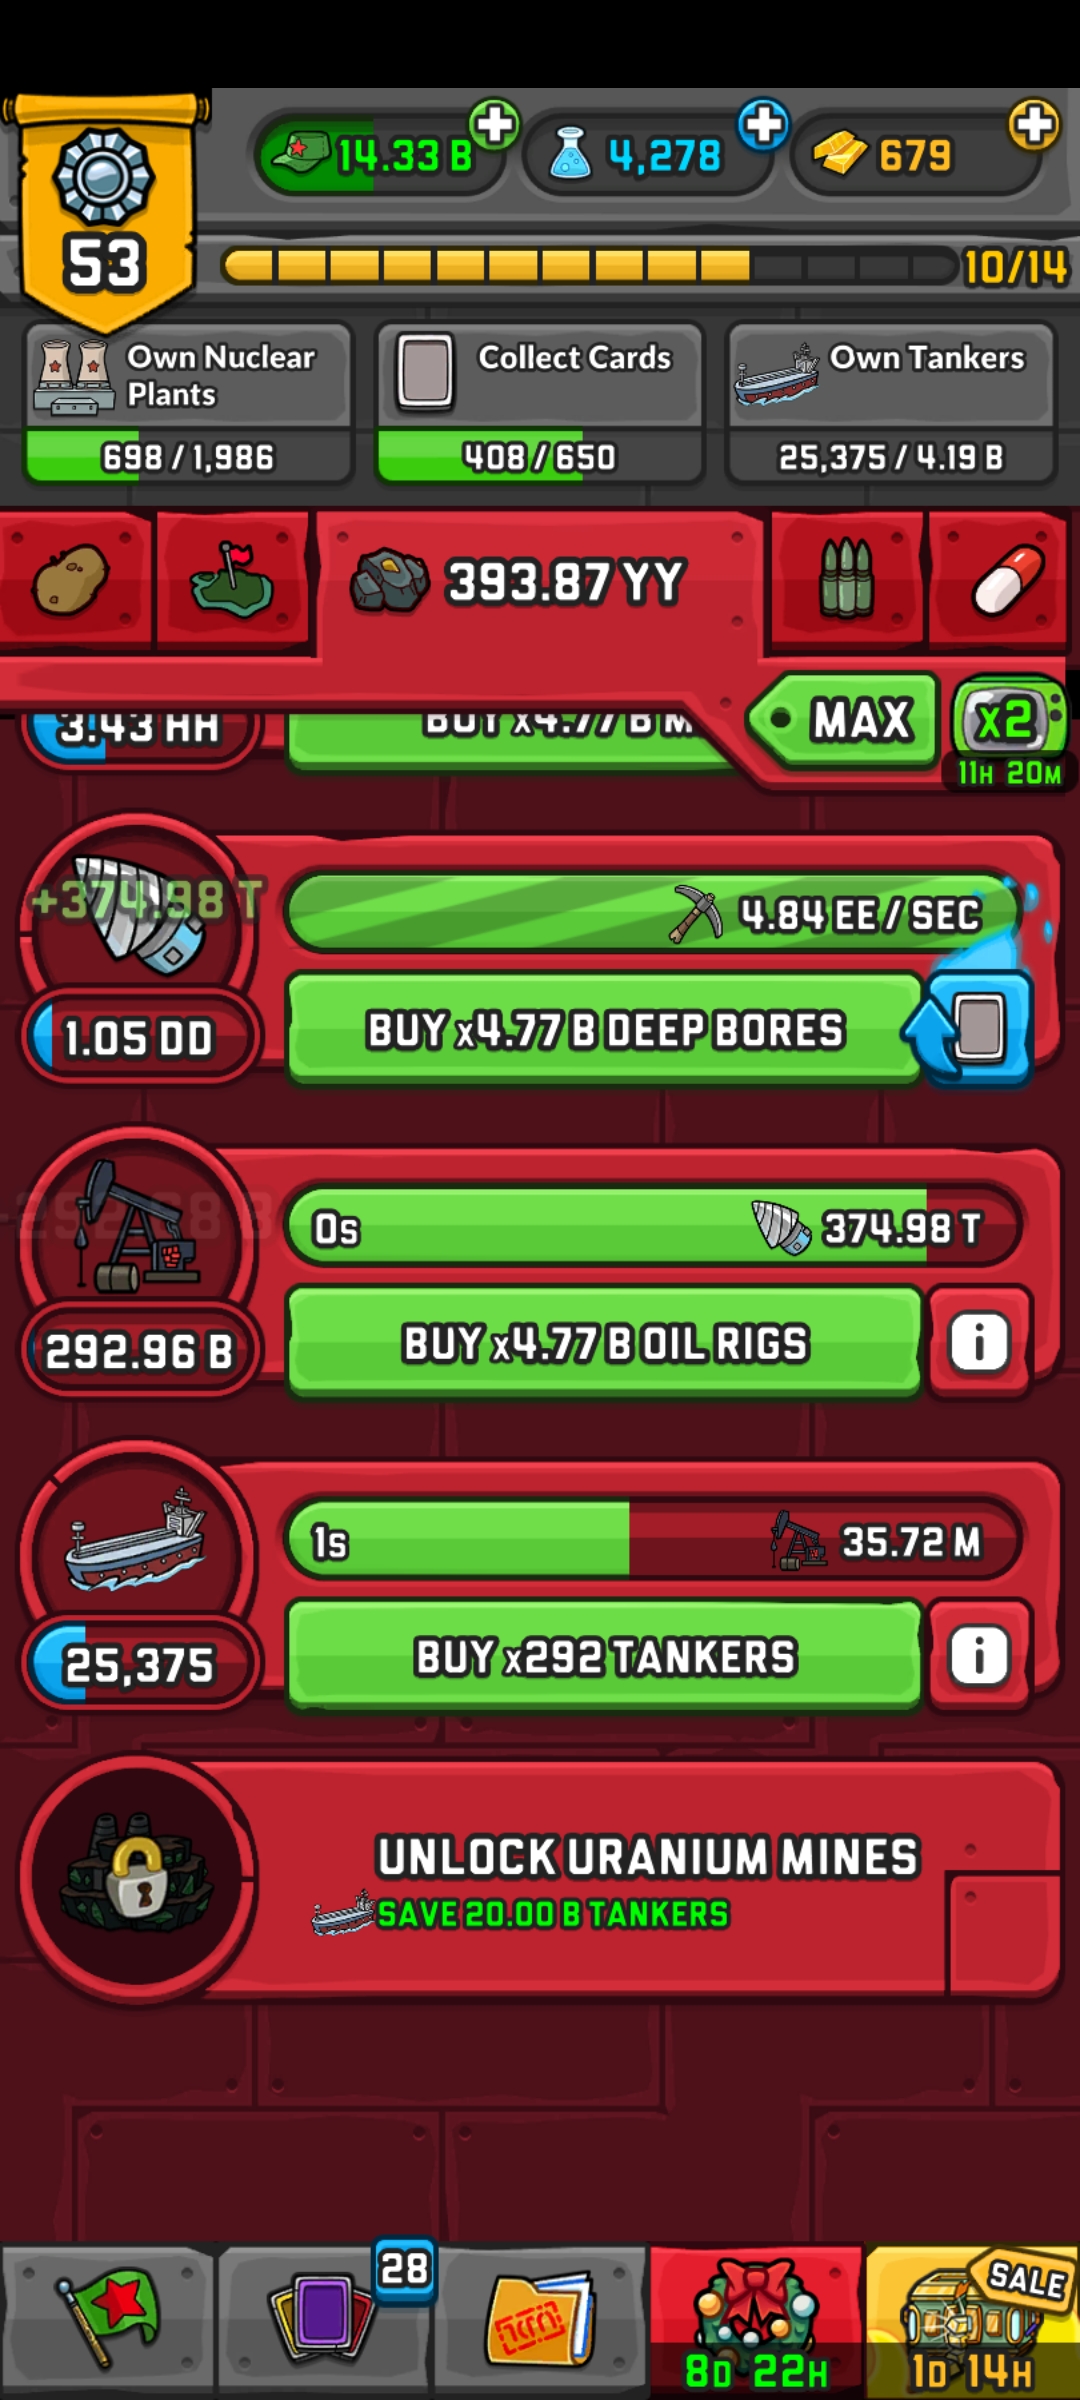 14.33 B
4,278
679
53
10/14
Own Nuclear
Plants
Collect Cards
Own Tankers
698 / 1,986
408 / 650
25,375 / 4.19 B
393.87 YY
MAX
x2
11H 20M
3.43 HH
BUY x4.77 B M
+374.98 T
4.84 EE / SEC
1.05 DD
BUY x4.77 B DEEP BORES
0s
374.98 T
292.96 B
BUY x4.77 B OIL RIGS
i
1s
35.72 M
25,375
BUY x292 TANKERS
i
UNLOCK URANIUM MINES
SAVE 20.00 B TANKERS
28
SALE
8D 22H
1D 14H